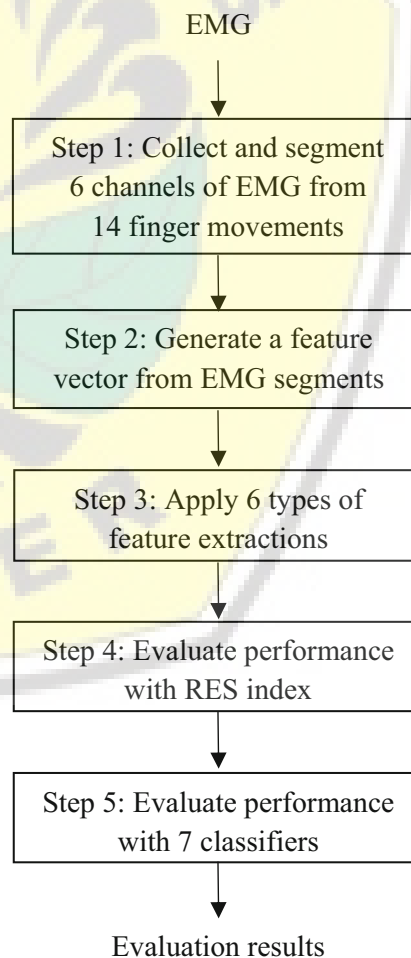 EMG
Step 1: Collect and segment
6 channels of EMG from
14 finger movements
Step 2: Generate a feature
vector from EMG segments
Step 3: Apply 6 types of
feature extractions
Step 4: Evaluate performance
with RES index
Step 5: Evaluate performance
with 7 classifiers
Evaluation results